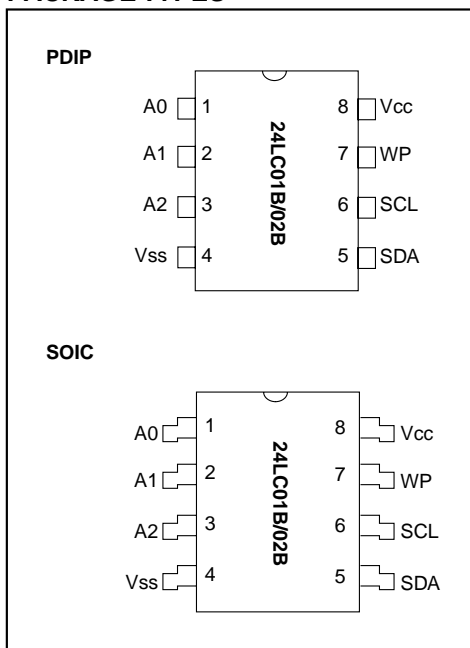 PDIP
A0 1 8 Vcc
A1 2 7 WP
A2 3 6 SCL
Vss 4 5 SDA
24LC01B/02B
SOIC
A0 1 8 Vcc
A1 2 7 WP
A2 3 6 SCL
Vss 4 5 SDA
24LC01B/02B